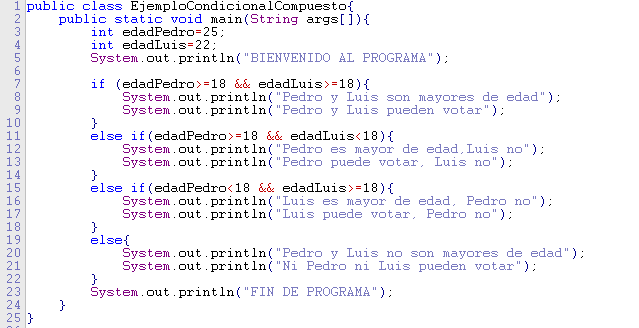 1 public class EjemploCondicionalCompuesto{
2     public static void main(String args[]){
3         int edadPedro=25;
4         int edadLuis=22;
5         System.out.println("BIENVENIDO AL PROGRAMA");
6
7         if (edadPedro>=18 && edadLuis>=18){
8             System.out.println("Pedro y Luis son mayores de edad");
9             System.out.println("Pedro y Luis pueden votar");
10         }
11         else if(edadPedro>=18 && edadLuis<18){
12             System.out.println("Pedro es mayor de edad,Luis no");
13             System.out.println("Pedro puede votar, Luis no");
14         }
15         else if(edadPedro<18 && edadLuis>=18){
16             System.out.println("Luis es mayor de edad, Pedro no");
17             System.out.println("Luis puede votar, Pedro no");
18         }
19         else{
20             System.out.println("Pedro y Luis no son mayores de edad");
21             System.out.println("Ni Pedro ni Luis pueden votar");
22         }
23         System.out.println("FIN DE PROGRAMA");
24     }
25 }